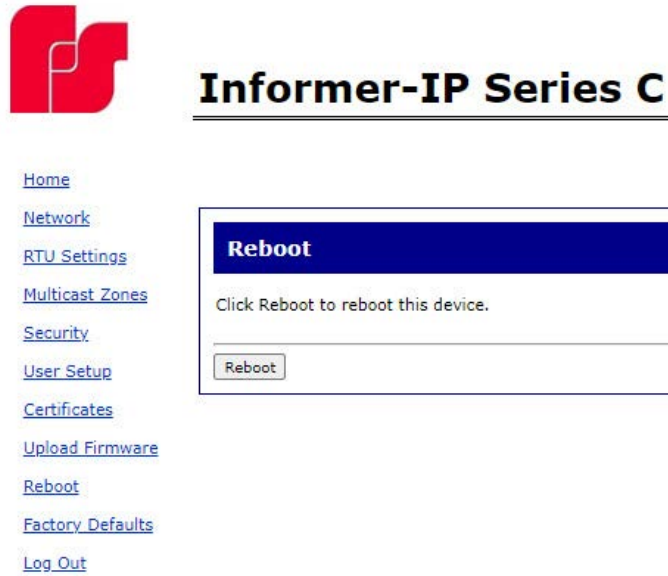 Informer-IP Series C
Home
Network
RTU Settings
Multicast Zones
Security
User Setup
Certificates
Upload Firmware
Reboot
Factory Defaults
Log Out
Reboot
Click Reboot to reboot this device.
Reboot